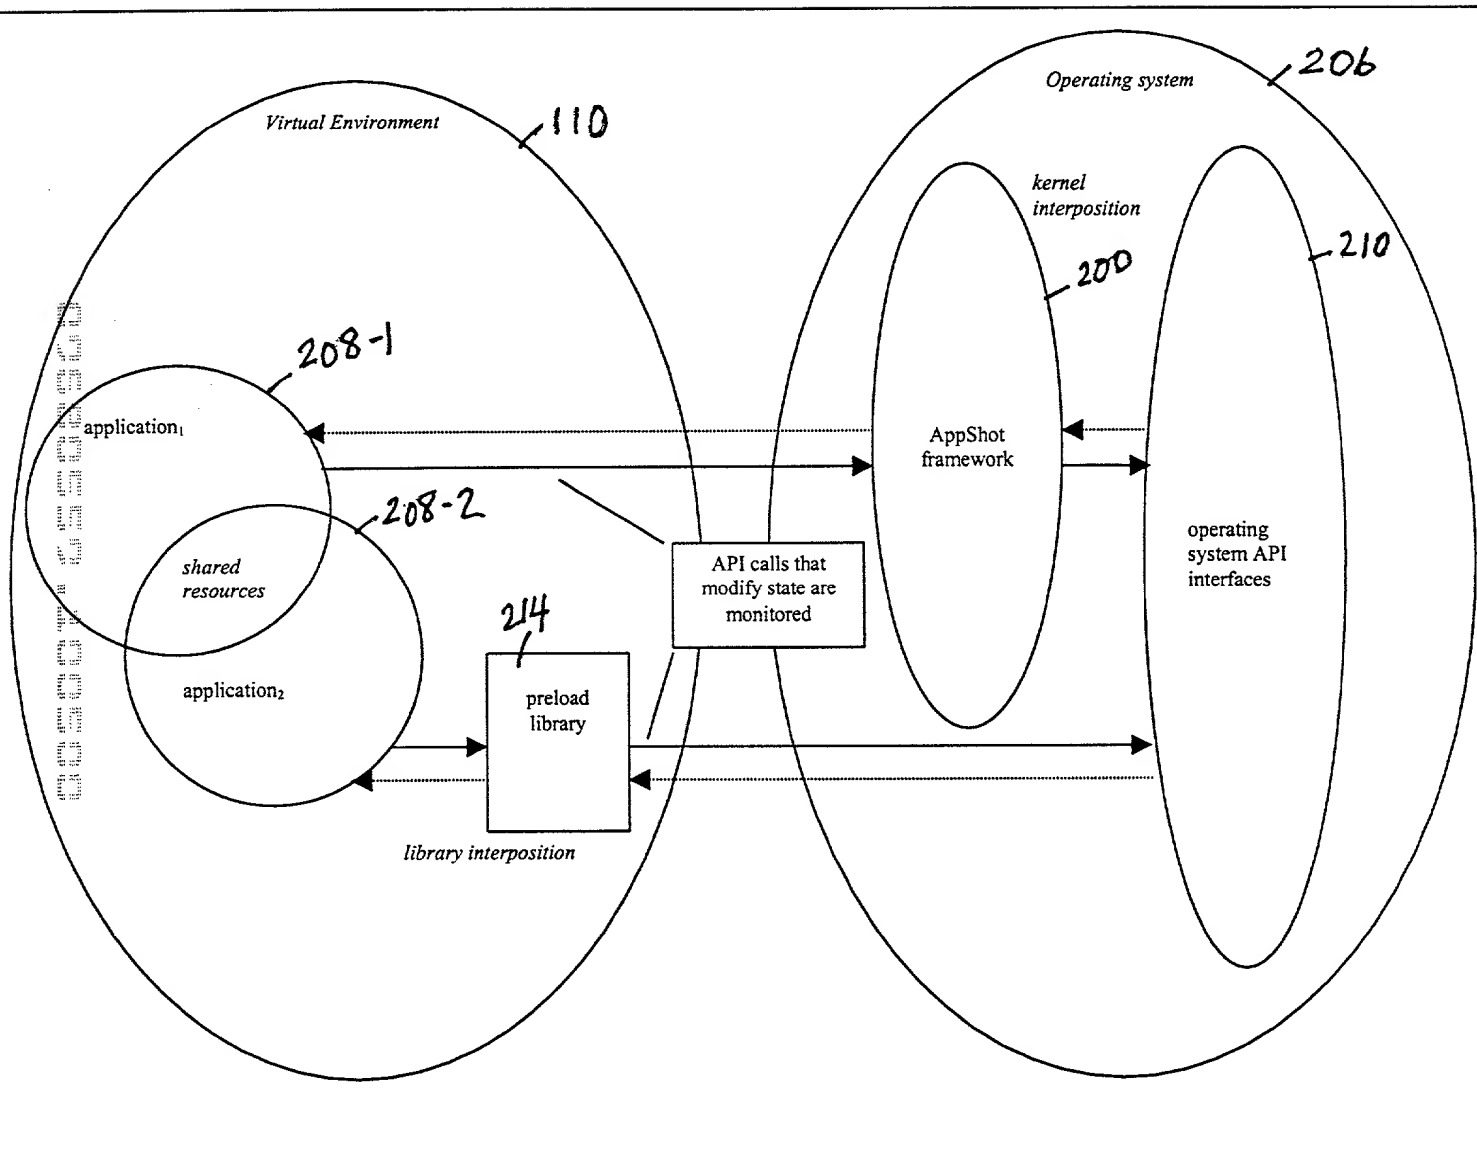 Operating system
206
Virtual Environment
110
kernel
interposition
200
210
208-1
application₁
AppShot
framework
208-2
shared
resources
operating
system API
interfaces
API calls that
modify state are
monitored
214
application₂
preload
library
library interposition